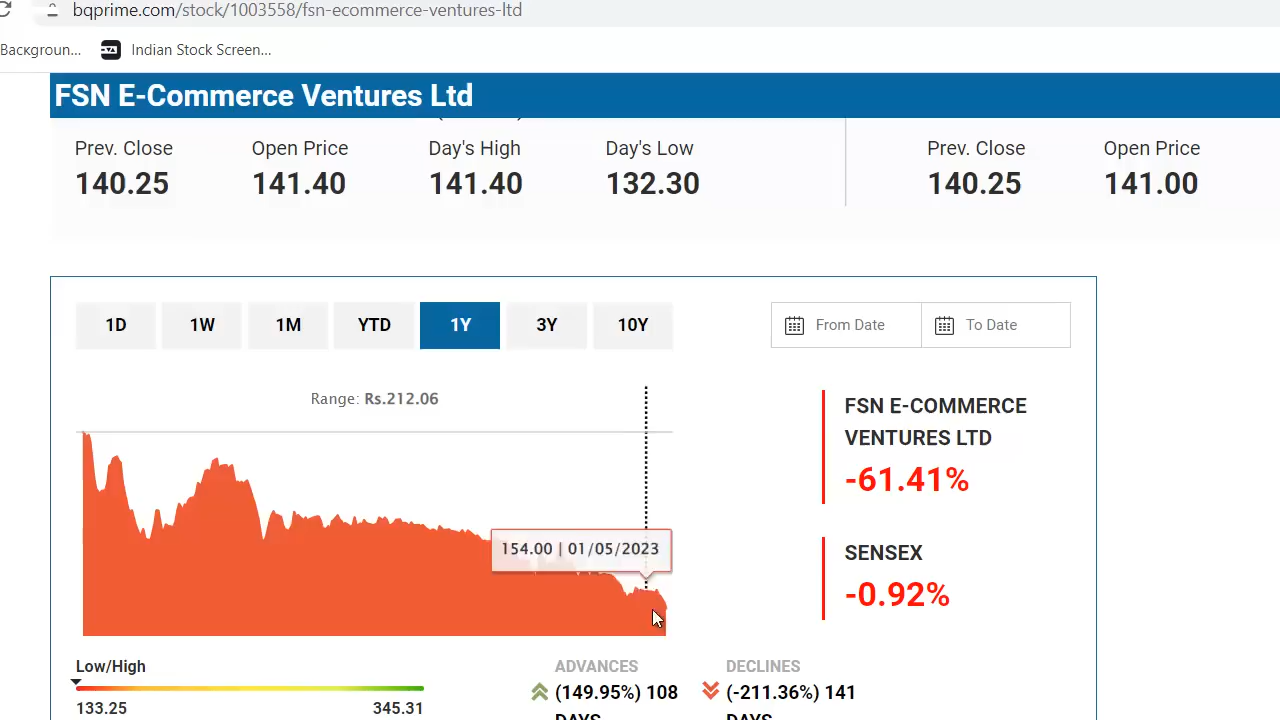 bqprime.com/stock/1003558/fsn-ecommerce-ventures-ltd
Backgroun... Indian Stock Screen...
FSN E-Commerce Ventures Ltd
Prev. Close Open Price Day's High Day's Low Prev. Close Open Price
140.25 141.40 141.40 132.30 140.25 141.00
1D 1W 1M YTD 1Y 3Y 10Y From Date To Date
Range: Rs.212.06
FSN E-COMMERCE
VENTURES LTD
-61.41%
154.00 | 01/05/2023
SENSEX
-0.92%
Low/High
133.25 345.31
ADVANCES DECLINES
(149.95%) 108 (-211.36%) 141
DAYS DAYS